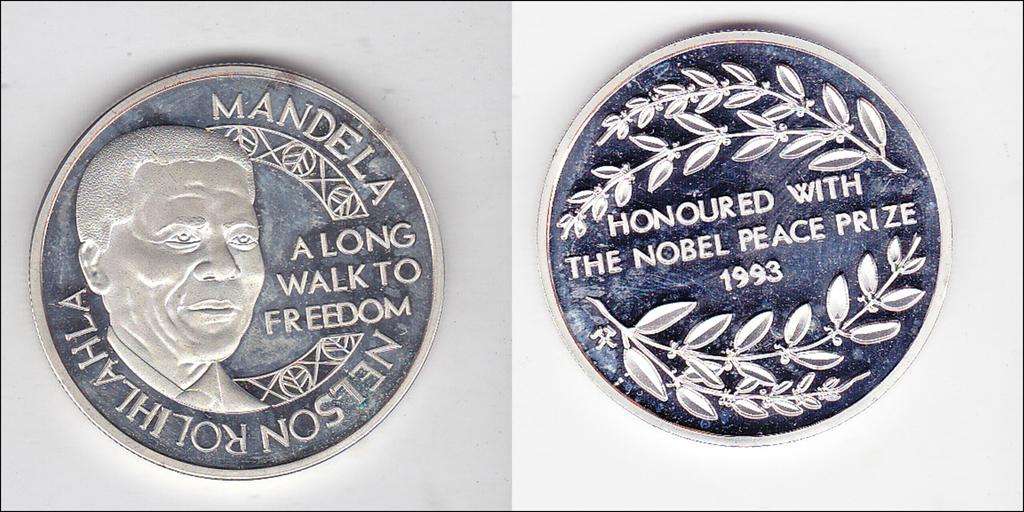 MANDELA
A LONG
WALK TO
FREEDOM
NELSON ROLIHLAHLA
HONOURED WITH
THE NOBEL PEACE PRIZE
1993